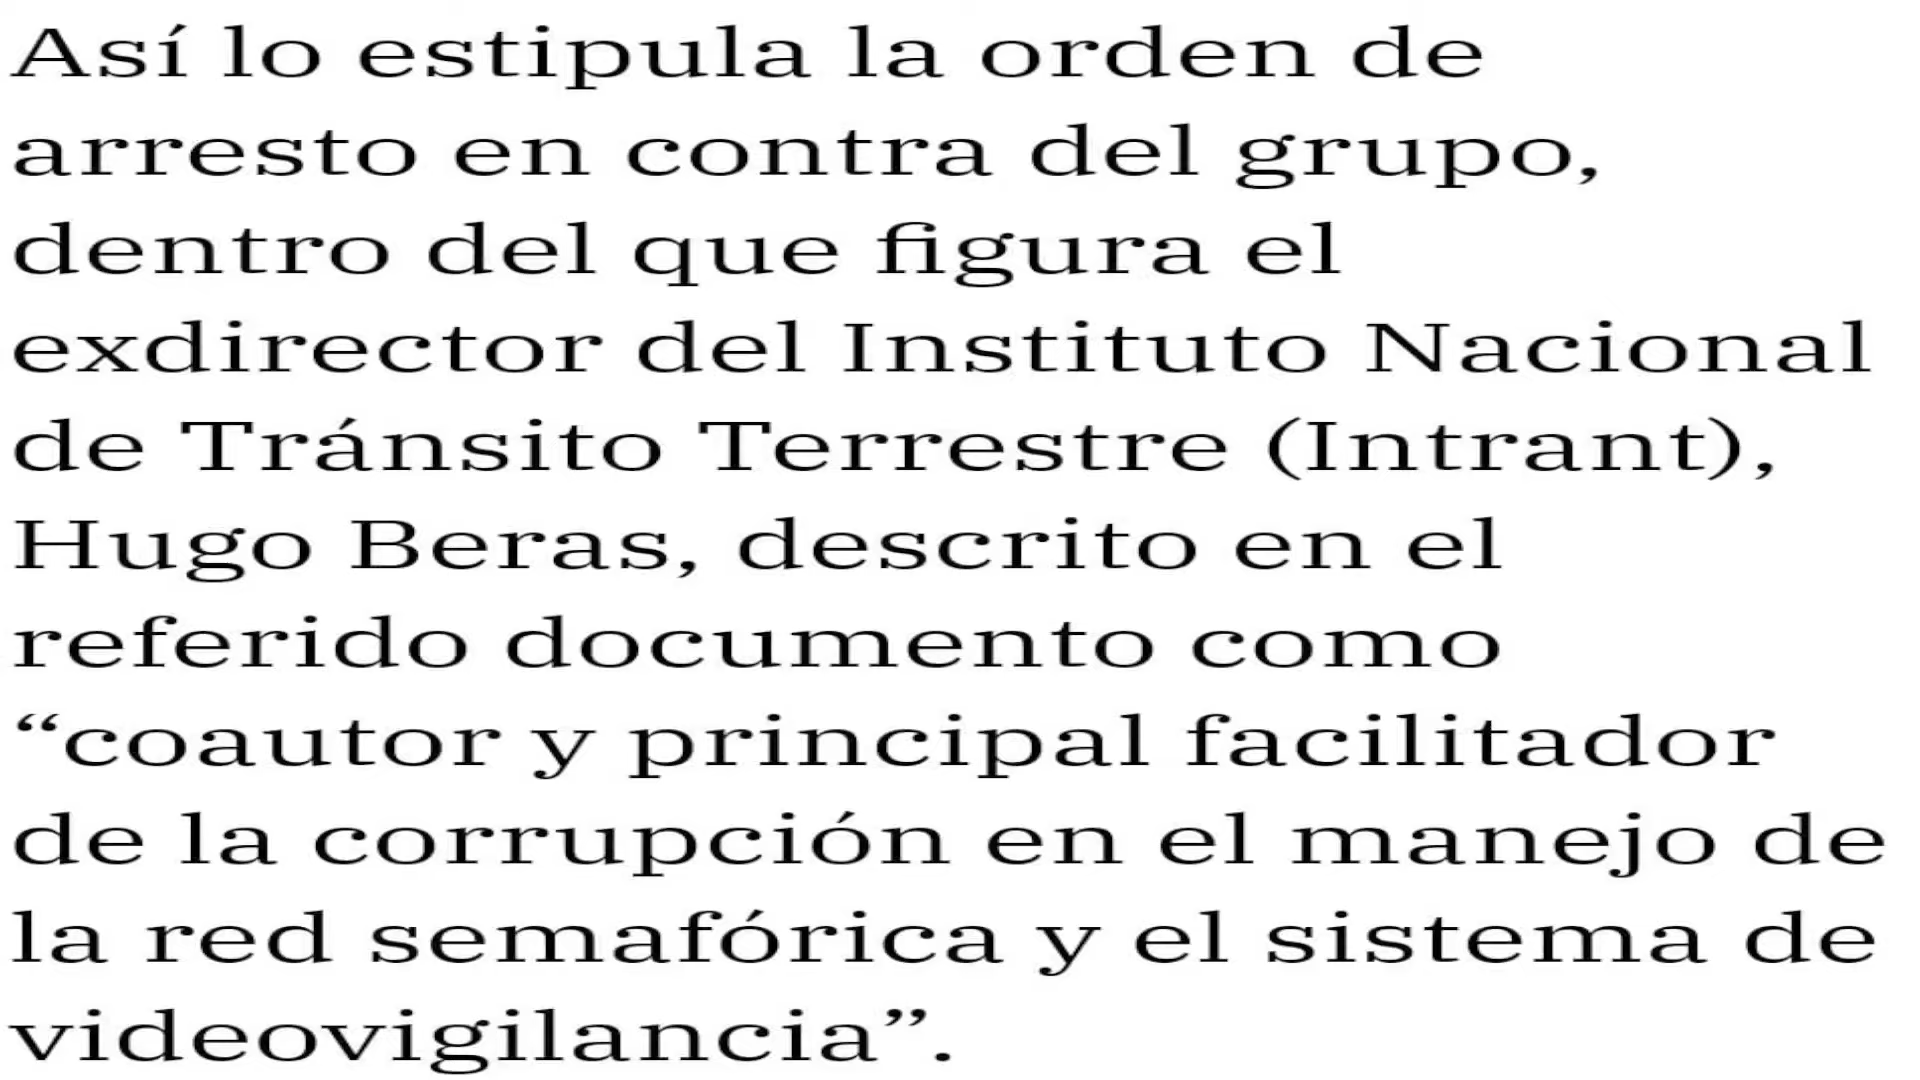 Así lo estipula la orden de
arresto en contra del grupo,
dentro del que figura el
exdirector del Instituto Nacional
de Tránsito Terrestre (Intrant),
Hugo Beras, descrito en el
referido documento como
“coautor y principal facilitador
de la corrupción en el manejo de
la red semafórica y el sistema de
videovigilancia”.